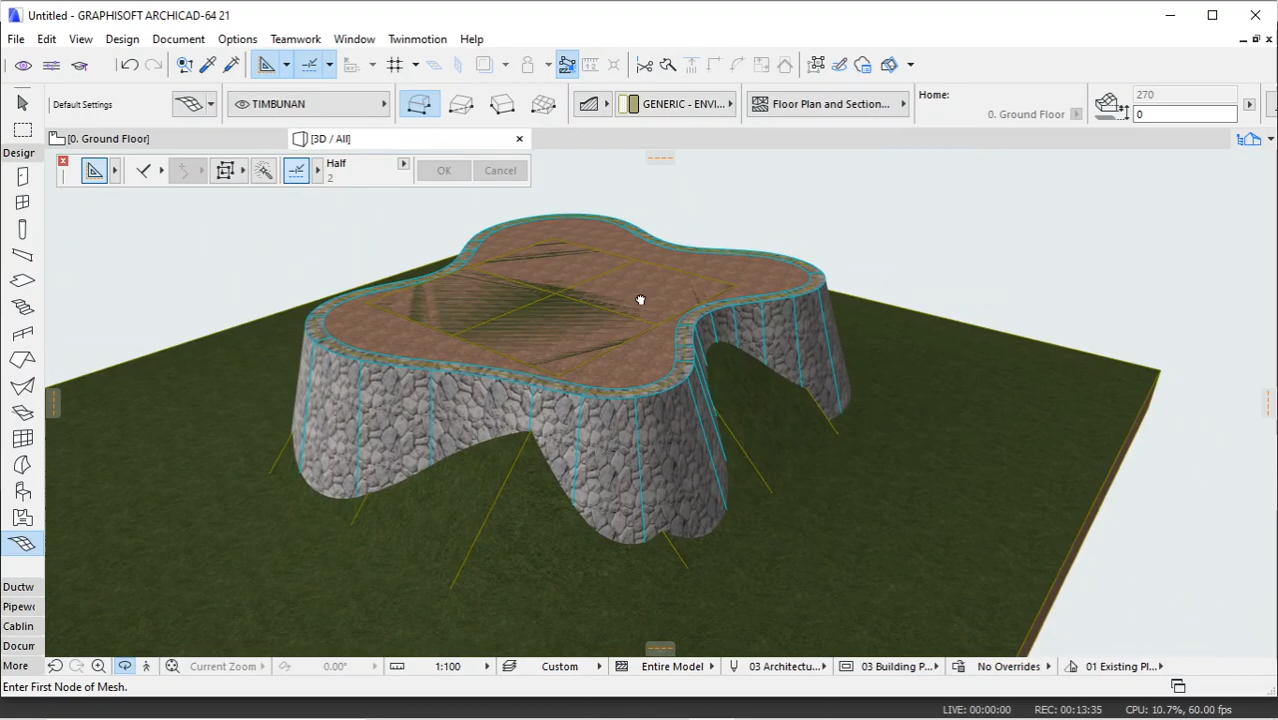 Untitled - GRAPHISOFT ARCHICAD-64 21
File Edit View Design Document Options Teamwork Window Twinmotion Help
Default Settings
TIMBUNAN
GENERIC - ENVI...
Floor Plan and Section...
Home:
0. Ground Floor
270
0
[0. Ground Floor]
[3D / All]
Design
Half
2
OK
Cancel
Ductw
Pipewo
Cablin
Docum
More
Current Zoom
0.00°
1:100
Custom
Entire Model
03 Architectu...
03 Building P...
No Overrides
01 Existing Pl...
Enter First Node of Mesh.
LIVE: 00:00:00
REC: 00:13:35
CPU: 10.7%, 60.00 fps